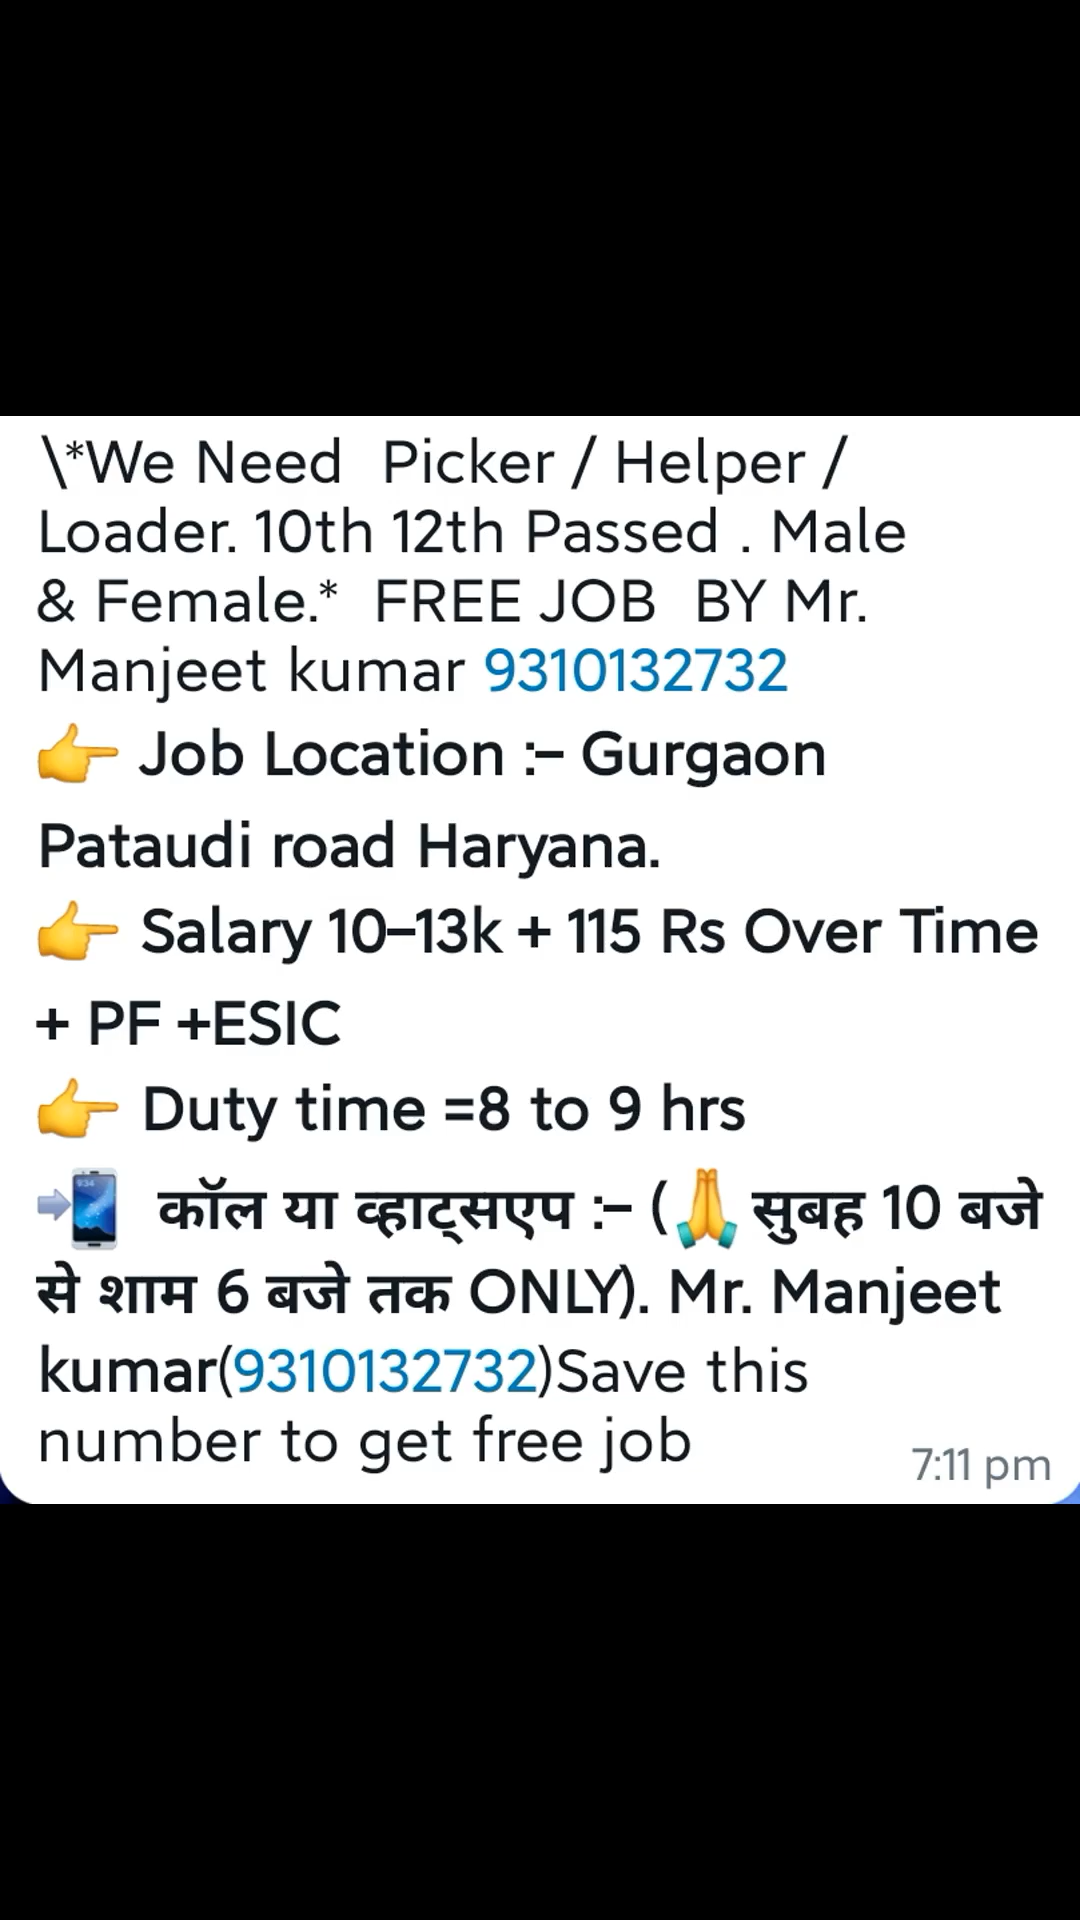 \*We Need Picker / Helper /
Loader. 10th 12th Passed . Male
& Female.* FREE JOB BY Mr.
Manjeet kumar 9310132732
👉 Job Location :– Gurgaon
Pataudi road Haryana.
👉 Salary 10–13k + 115 Rs Over Time
+ PF +ESIC
👉 Duty time =8 to 9 hrs
📲 कॉल या व्हाट्सएप :– (🙏 सुबह 10 बजे
से शाम 6 बजे तक ONLY). Mr. Manjeet
kumar(9310132732)Save this
number to get free job
7:11 pm